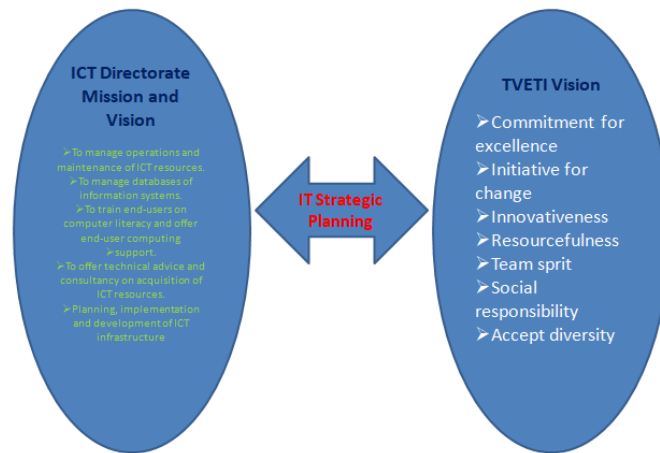 ICT Directorate
Mission and
Vision
➢To manage operations and
maintenance of ICT resources.
➢To manage databases of
information systems.
➢To train end-users on
computer literacy and offer
end-user computing
➢support.
➢To offer technical advice and
consultancy on acquisition of
ICT resources.
➢Planning, implementation
and development of ICT
infrastructure
IT Strategic
Planning
TVETI Vision
➢Commitment for
excellence
➢Initiative for
change
➢Innovativeness
➢Resourcefulness
➢Team sprit
➢Social
responsibility
➢Accept diversity